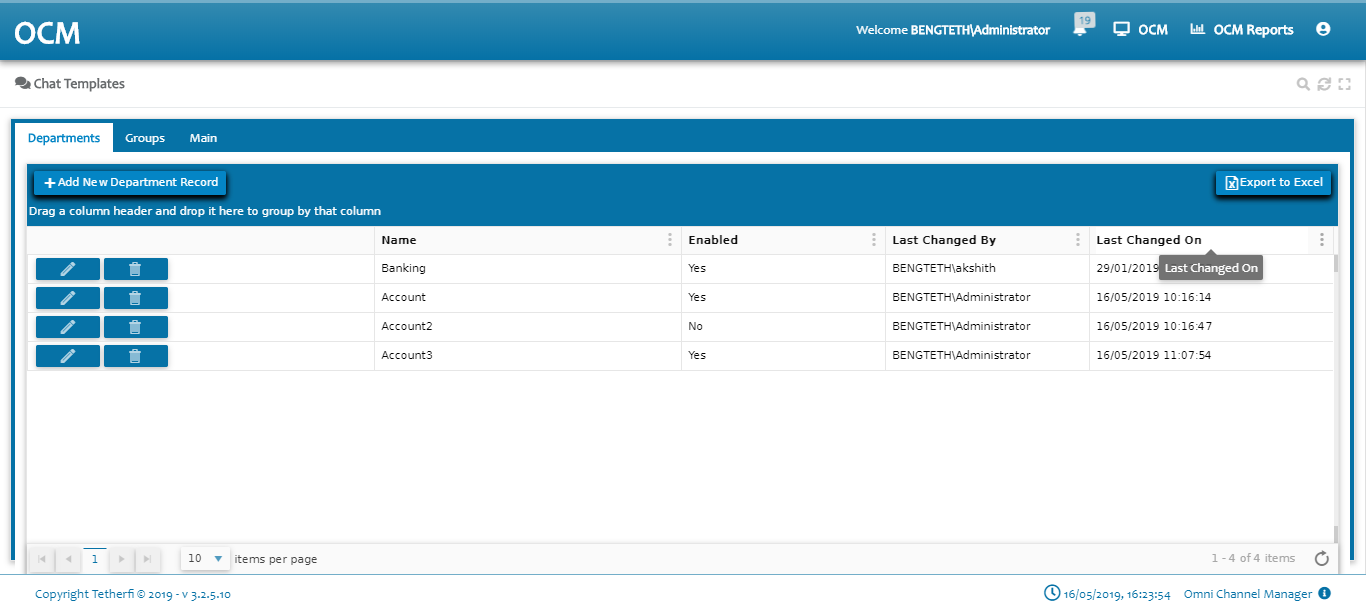 OCM
Welcome BENGTETH\Administrator
19
OCM
OCM Reports
Chat Templates
Departments Groups Main
+ Add New Department Record
Export to Excel
Drag a column header and drop it here to group by that column
Name Enabled Last Changed By Last Changed On
Banking Yes BENGTETH\akshith 29/01/2019
Last Changed On
Account Yes BENGTETH\Administrator 16/05/2019 10:16:14
Account2 No BENGTETH\Administrator 16/05/2019 10:16:47
Account3 Yes BENGTETH\Administrator 16/05/2019 11:07:54
1 10 items per page 1 - 4 of 4 items
Copyright Tetherfi © 2019 - v 3.2.5.10 16/05/2019, 16:23:54 Omni Channel Manager